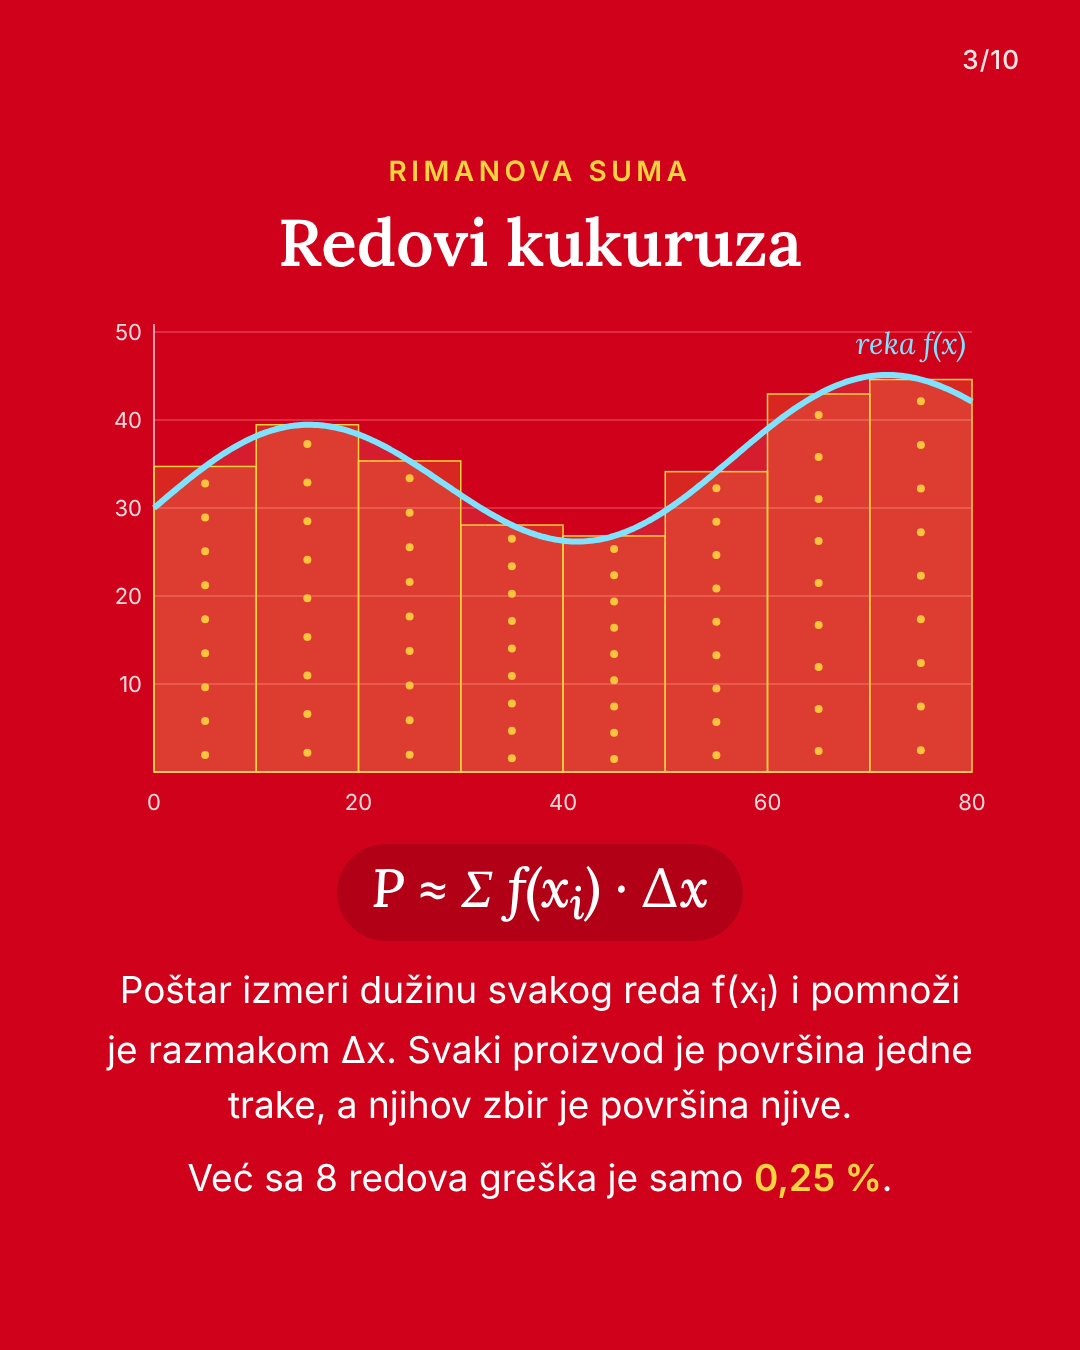 3/10
RIMANOVA SUMA
Redovi kukuruza
50
reka f(x)
40
30
20
10
0 20 40 60 80
P ≈ Σ f(xᵢ) · Δx
Poštar izmeri dužinu svakog reda f(xᵢ) i pomnoži
je razmakom Δx. Svaki proizvod je površina jedne
trake, a njihov zbir je površina njive.
Već sa 8 redova greška je samo 0,25 %.